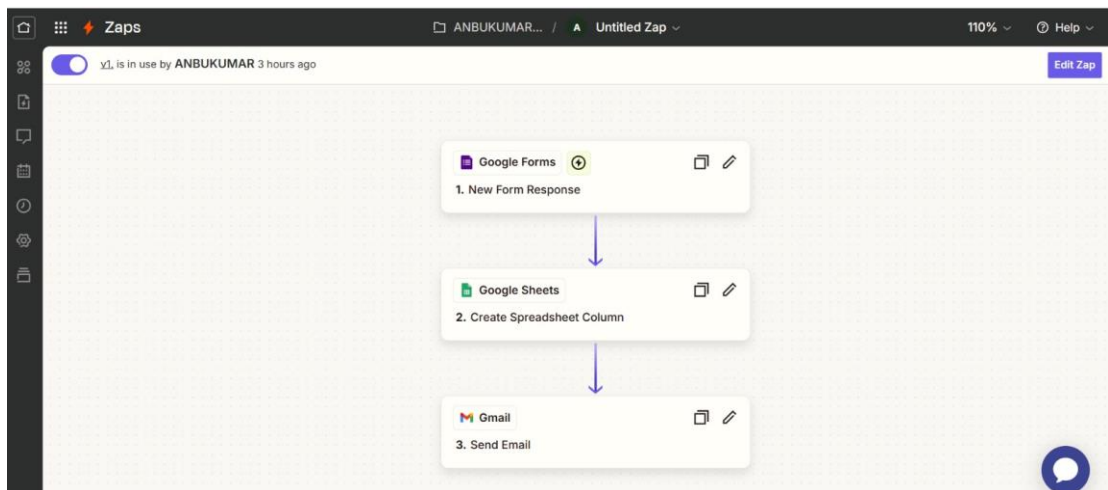 Zaps
ANBUKUMAR... / A Untitled Zap
110%
Help
v1. is in use by ANBUKUMAR 3 hours ago
Edit Zap
Google Forms
1. New Form Response
Google Sheets
2. Create Spreadsheet Column
Gmail
3. Send Email